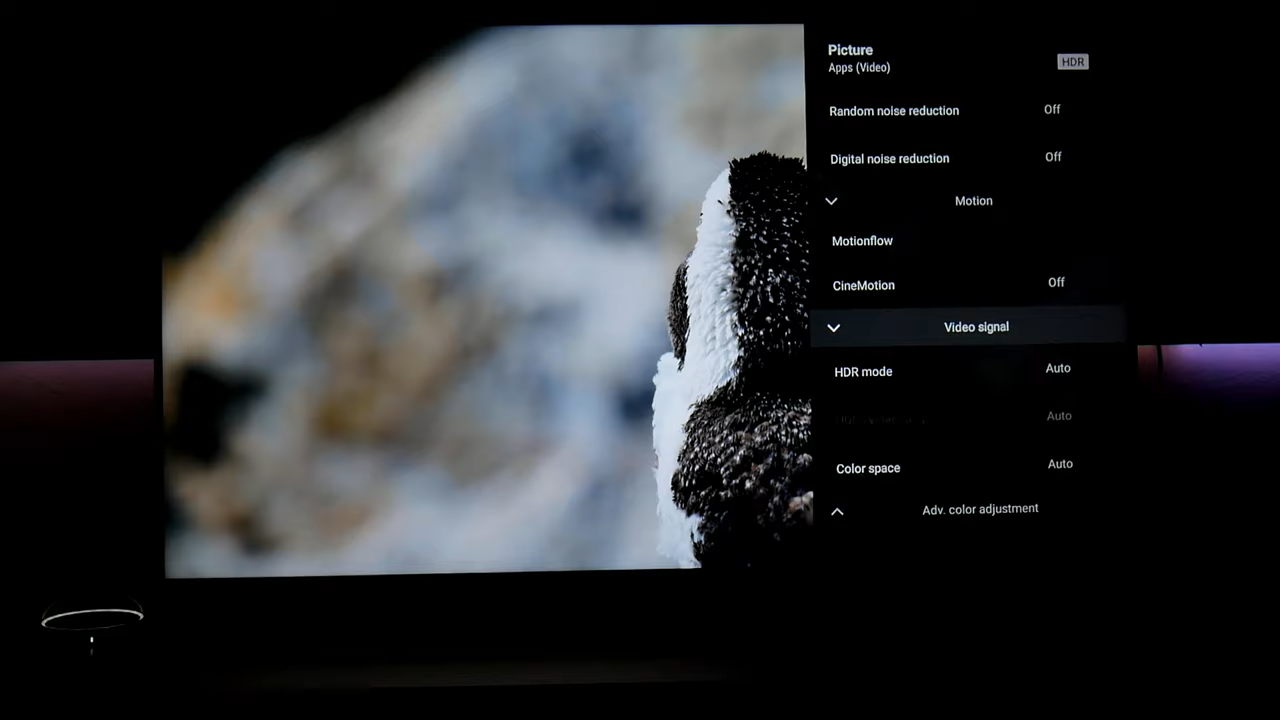 Picture
HDR
Apps (Video)
Random noise reduction Off
Digital noise reduction Off
Motion
Motionflow
CineMotion Off
Video signal
HDR mode Auto
Auto
Color space Auto
Adv. color adjustment